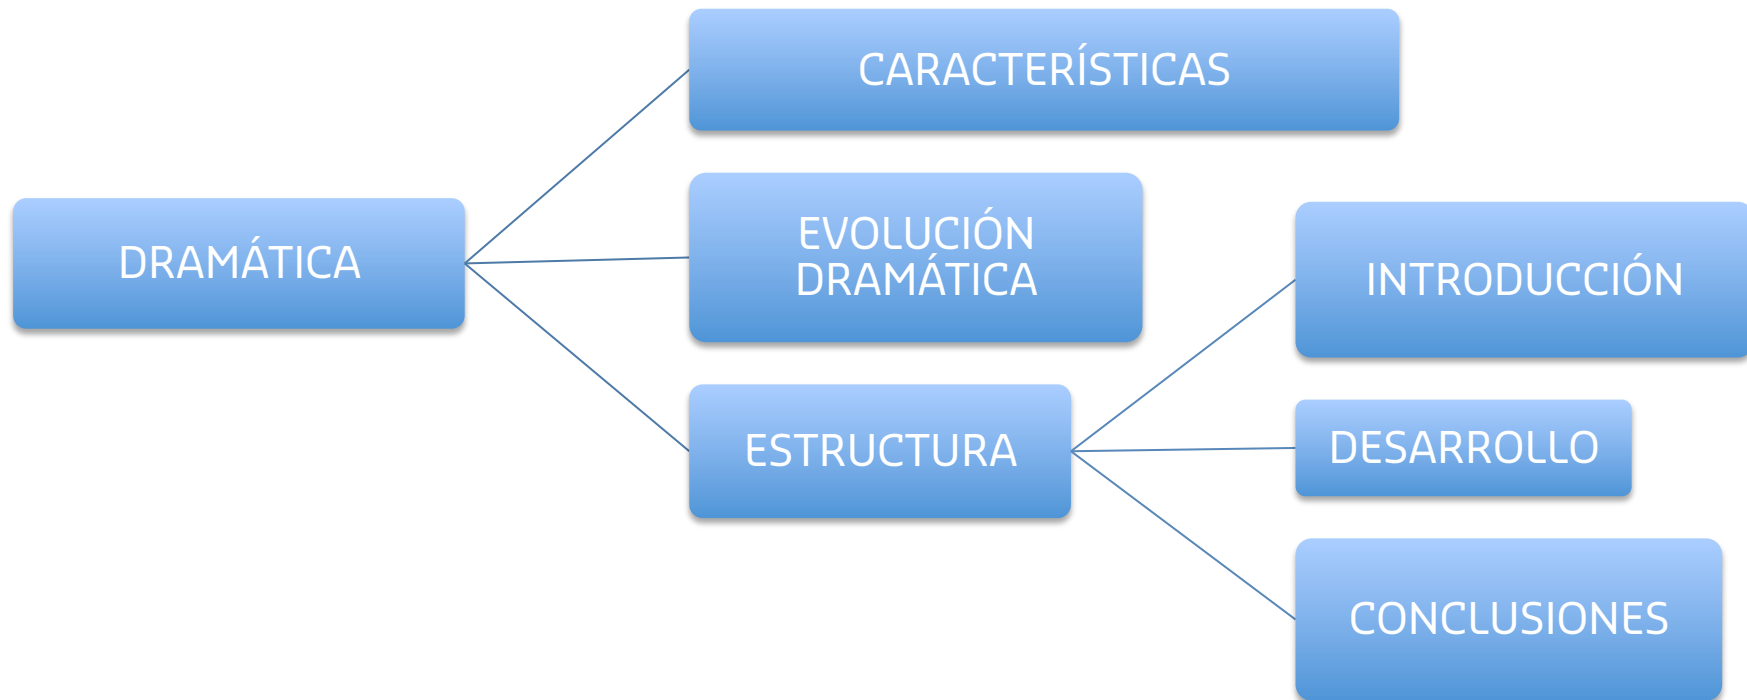 CARACTERÍSTICAS
DRAMÁTICA
EVOLUCIÓN
DRAMÁTICA
ESTRUCTURA
INTRODUCCIÓN
DESARROLLO
CONCLUSIONES